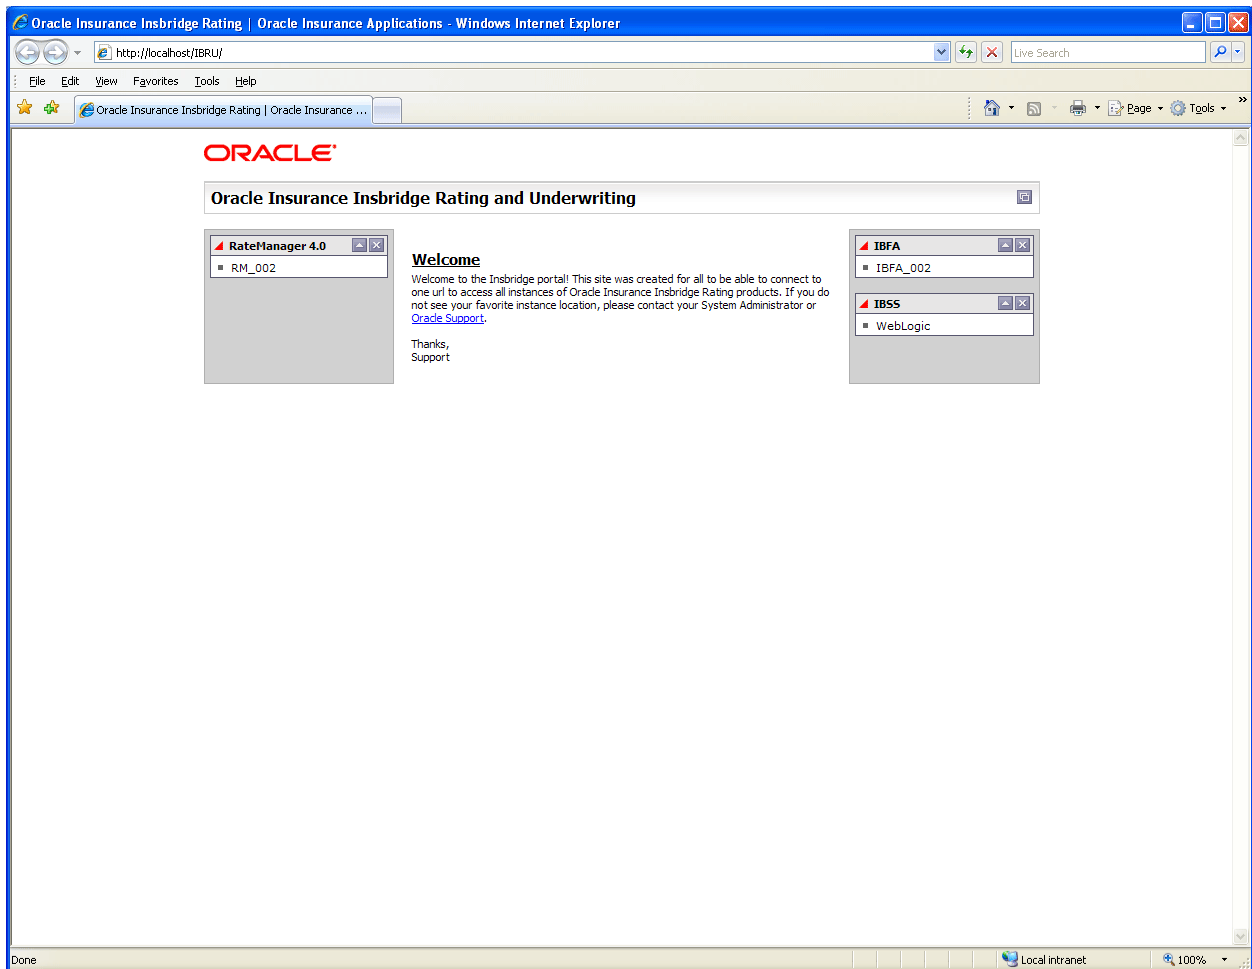 Oracle Insurance Insbridge Rating | Oracle Insurance Applications - Windows Internet Explorer
http://localhost/IBRU/
Live Search
File Edit View Favorites Tools Help
Oracle Insurance Insbridge Rating | Oracle Insurance ...
Page Tools »
ORACLE
Oracle Insurance Insbridge Rating and Underwriting
RateManager 4.0
RM_002
Welcome
Welcome to the Insbridge portal! This site was created for all to be able to connect to
one url to access all instances of Oracle Insurance Insbridge Rating products. If you do
not see your favorite instance location, please contact your System Administrator or
Oracle Support.
Thanks,
Support
IBFA
IBFA_002
IBSS
WebLogic
Done
Local intranet
100%